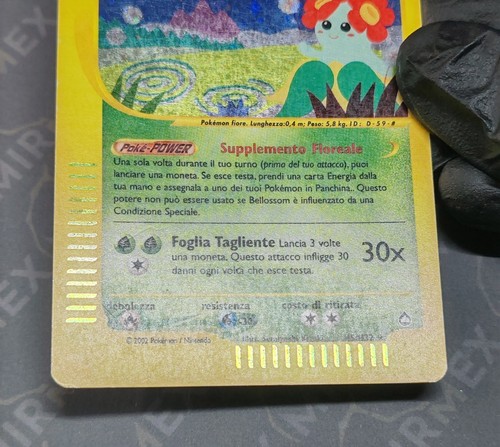 Pokémon fiore. Lunghezza:0,4 m; Peso: 5,8 kg. ID: D-59-#
Poké-POWER Supplemento Floreale
Una sola volta durante il tuo turno (prima del tuo attacco), puoi
lanciare una moneta. Se esce testa, prendi una carta Energia dalla
tua mano e assegnala a uno dei tuoi Pokémon in Panchina. Questo
potere non può essere usato se Bellossom è influenzato da una
Condizione Speciale.
Foglia Tagliente Lancia 3 volte
una moneta. Questo attacco infligge 30
danni ogni volta che esce testa.
30x
debolezza resistenza costo di ritirata
-30
© 2002 Pokémon / Nintendo